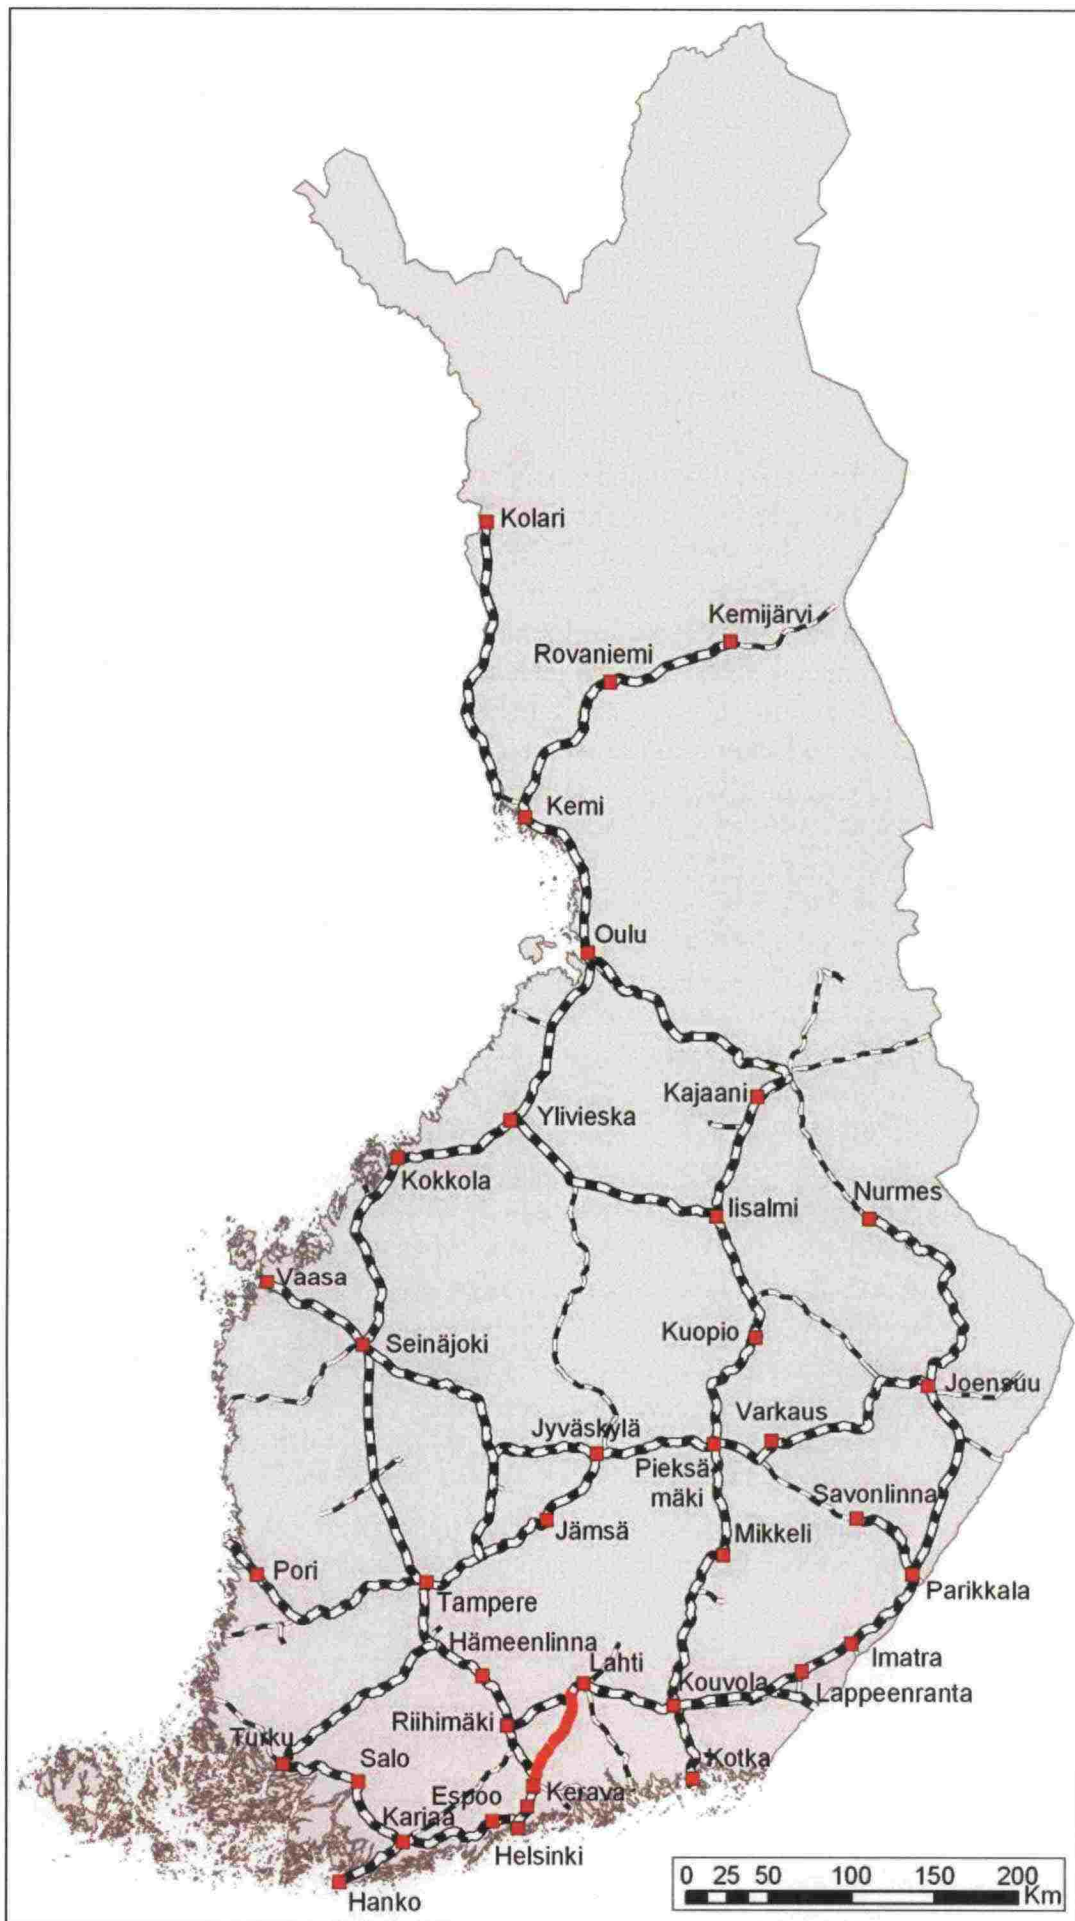 Kolari
Kemijärvi
Rovaniemi
Kemi
Oulu
Kajaani
Ylivieska
Kokkola
Nurmes
Iisalmi
Vaasa
Kuopio
Seinäjoki
Joensuu
Varkaus
Jyväskylä
Pieksä
mäki
Savonlinna
Jämsä
Mikkeli
Pori
Parikkala
Tampere
Hämeenlinna
Lahti
Imatra
Kouvola
Lappeenranta
Riihimäki
Turku
Salo
Kotka
Espoo
Kerava
Karjaa
Helsinki
Hanko
0 25 50 100 150 200
Km